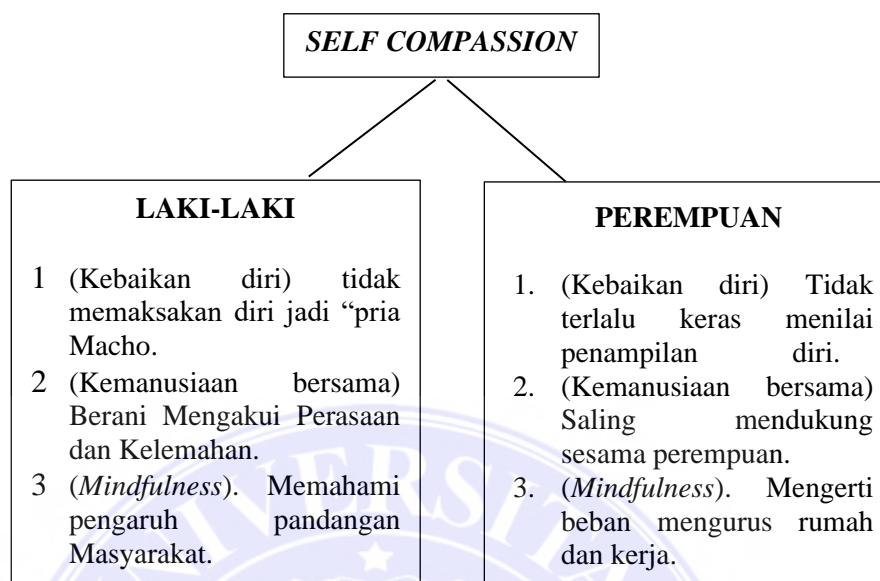 SELF COMPASSION
LAKI-LAKI
1 (Kebaikan diri) tidak
memaksakan diri jadi “pria
Macho.
2 (Kemanusiaan bersama)
Berani Mengakui Perasaan
dan Kelemahan.
3 (Mindfulness). Memahami
pengaruh pandangan
Masyarakat.
PEREMPUAN
1. (Kebaikan diri) Tidak
terlalu keras menilai
penampilan diri.
2. (Kemanusiaan bersama)
Saling mendukung
sesama perempuan.
3. (Mindfulness). Mengerti
beban mengurus rumah
dan kerja.